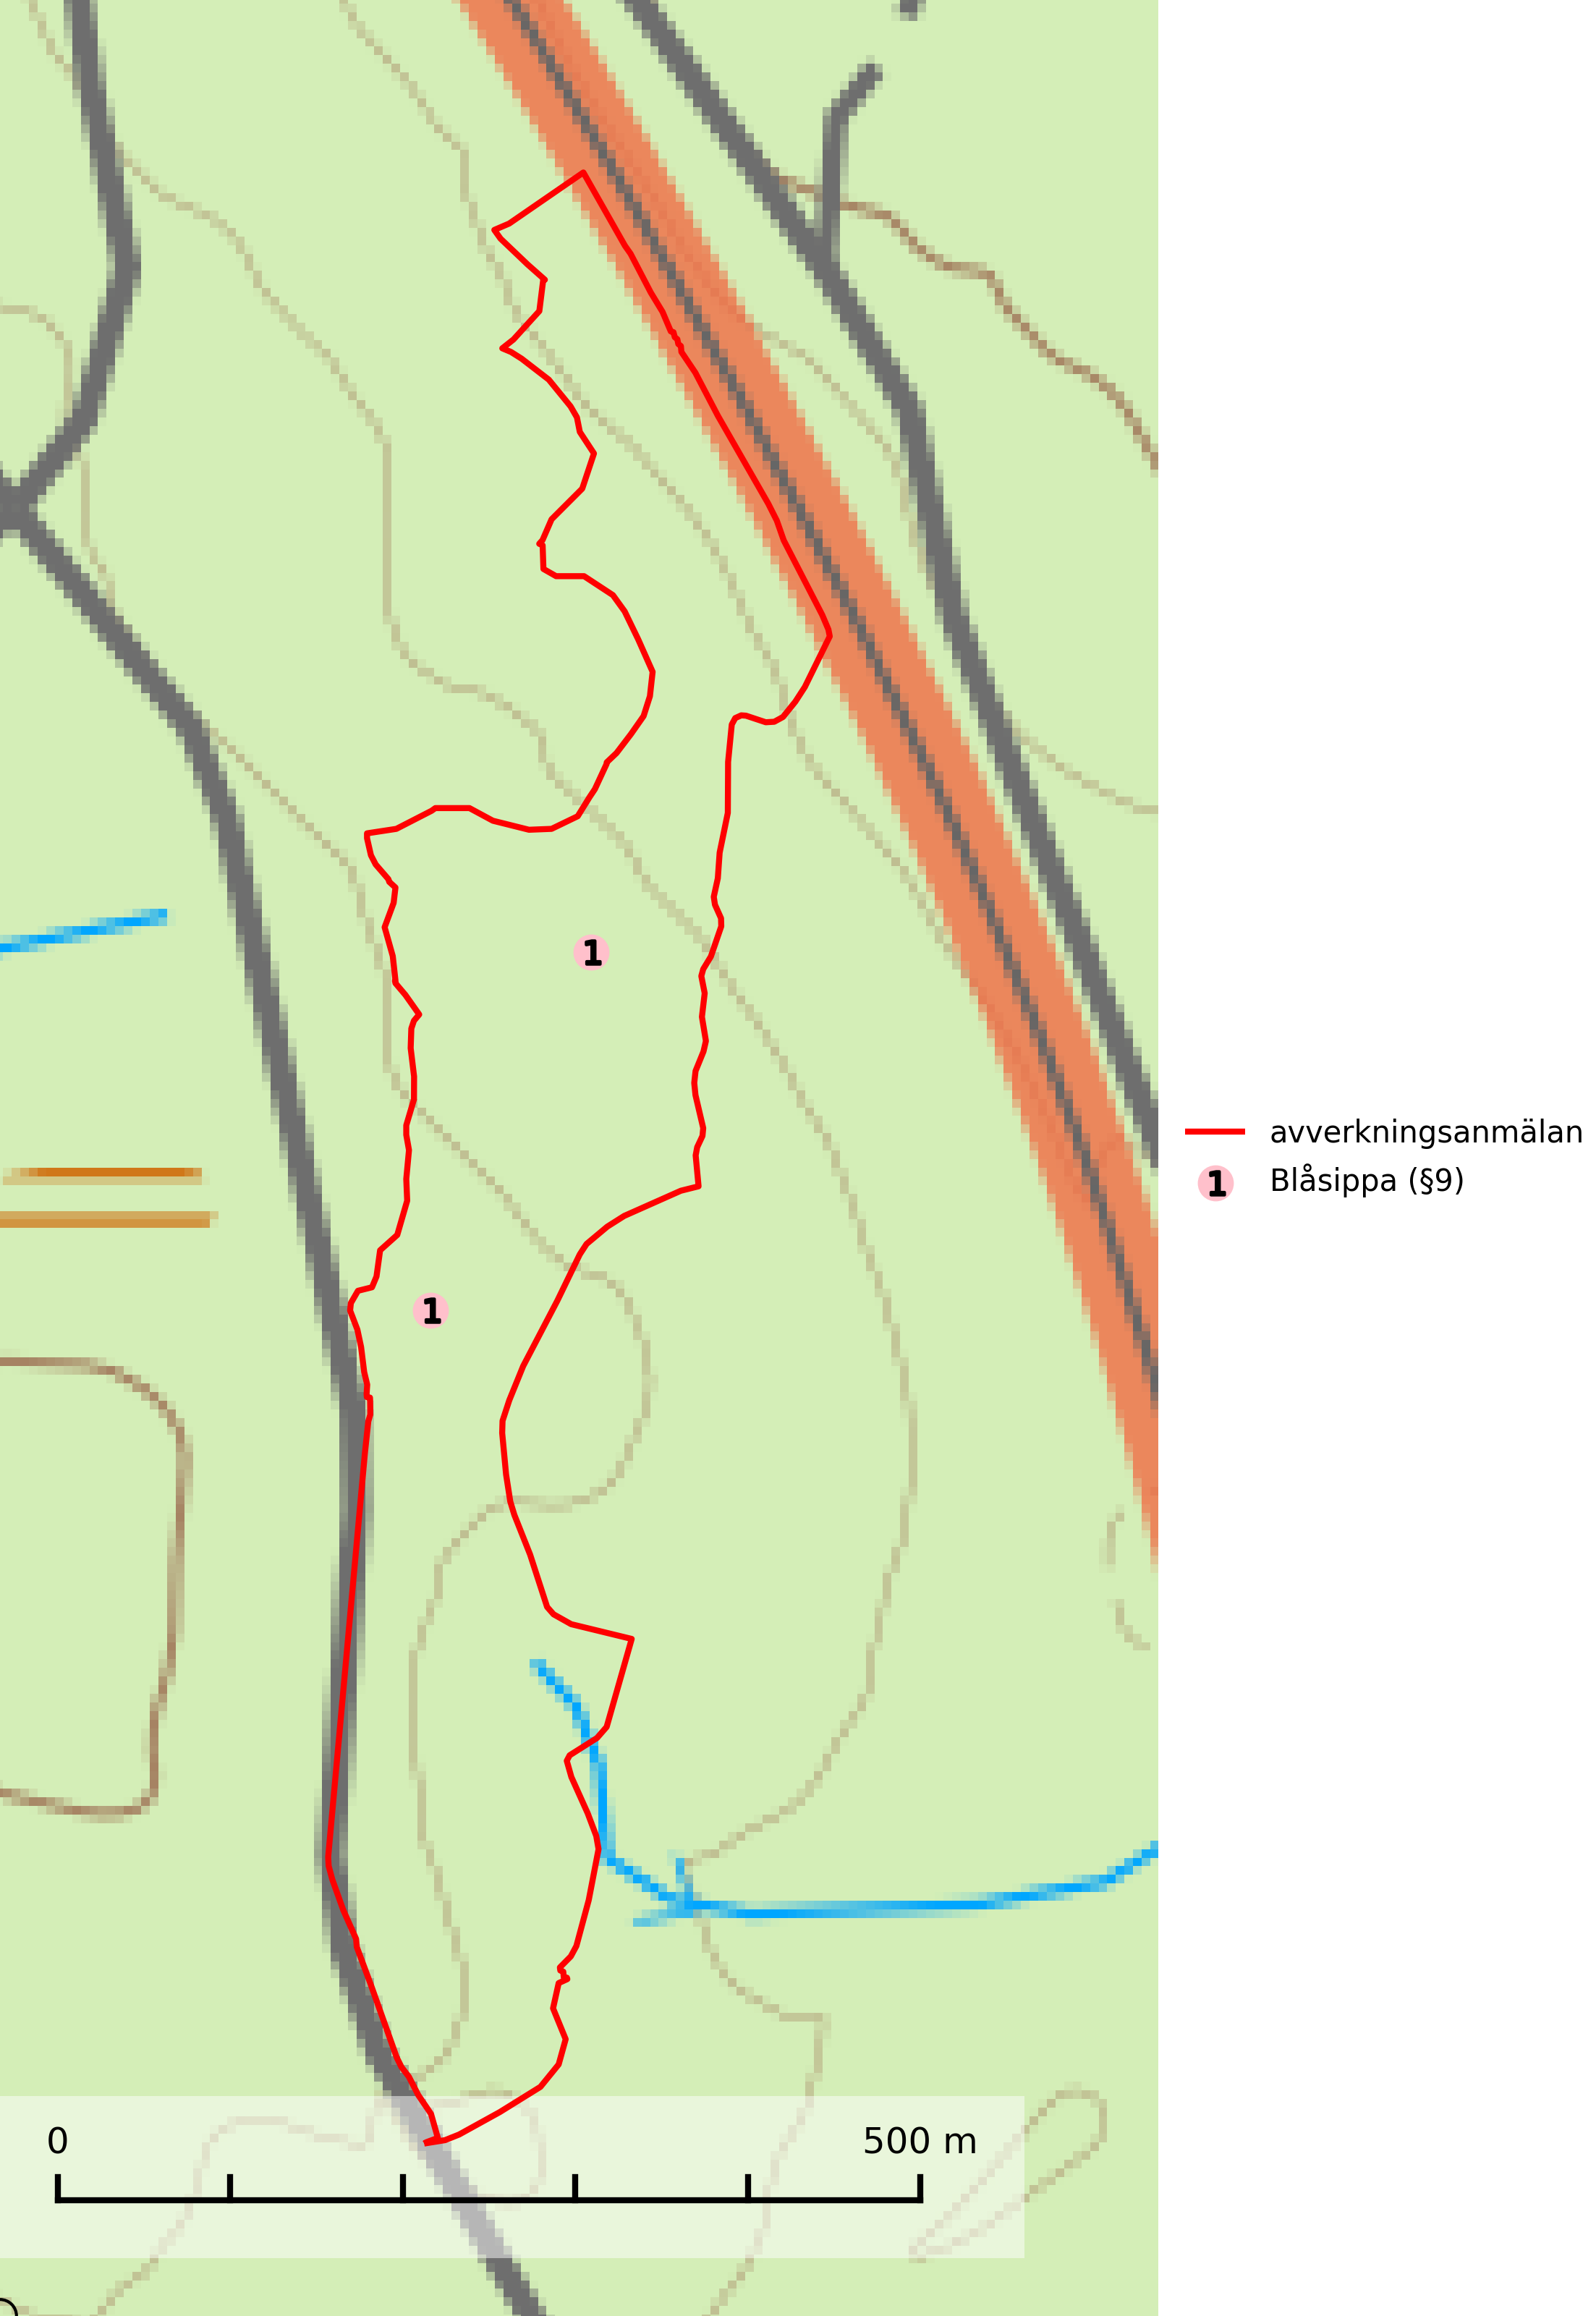 1
1
avverkningsanmälan
1 Blåsippa (§9)
0 500 m